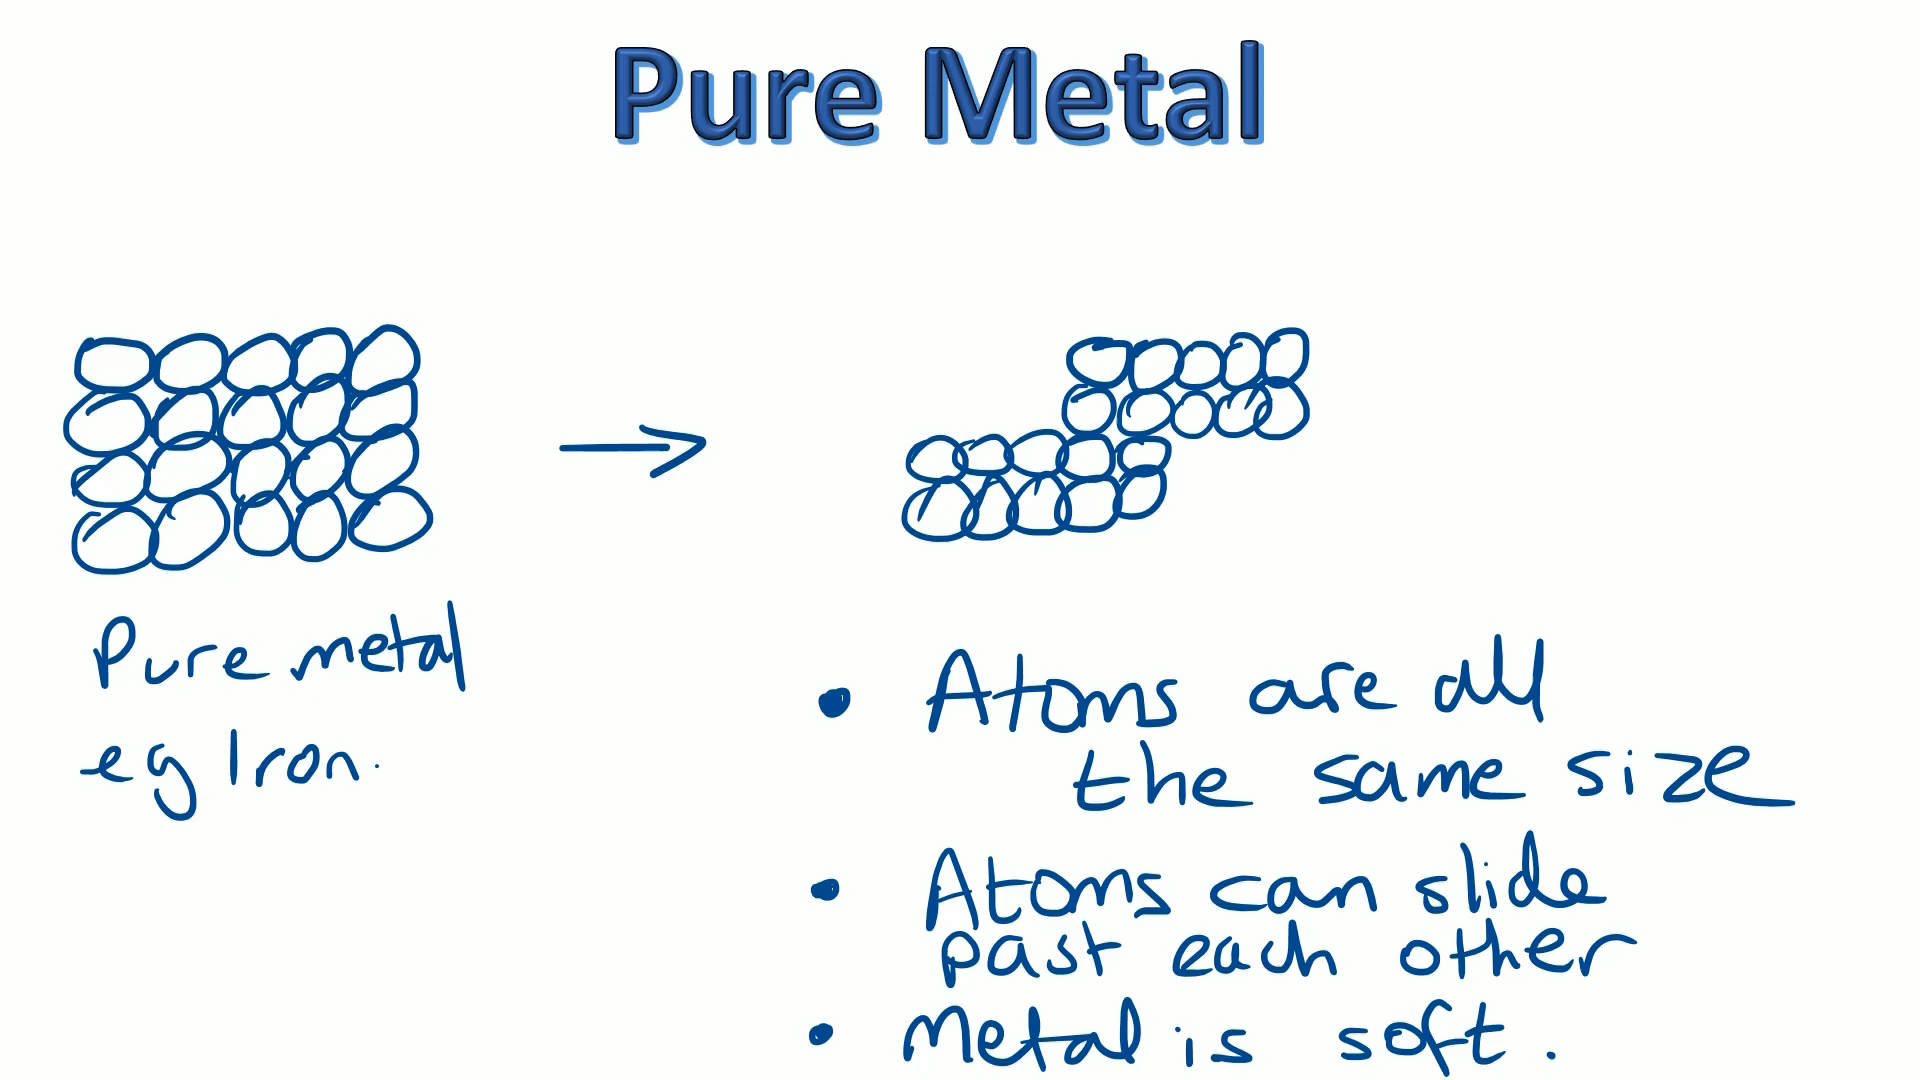 Pure Metal
Pure metal
eg Iron.
• Atoms are all
the same size
• Atoms can slide
past each other
• Metal is soft.